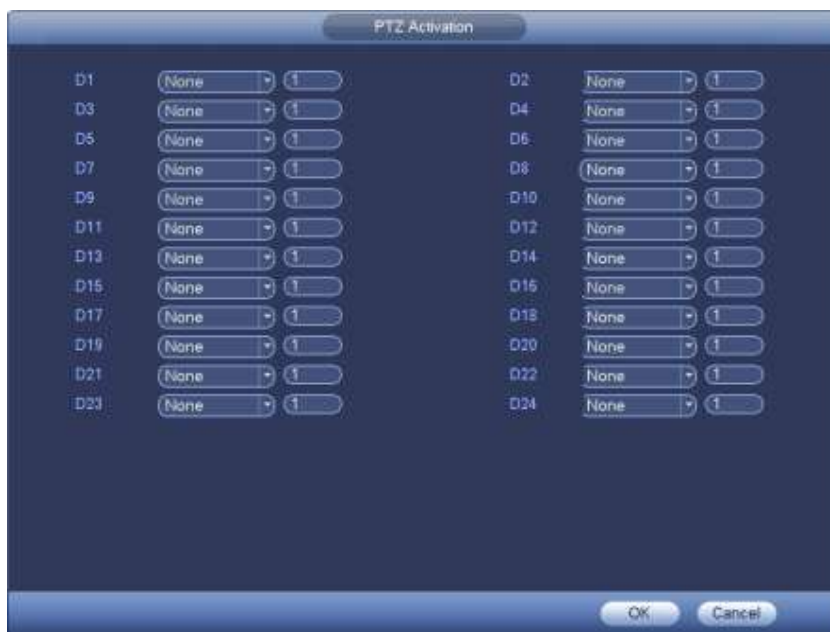 PTZ Activation
D1 None 1 D2 None 1
D3 None 1 D4 None 1
D5 None 1 D6 None 1
D7 None 1 D8 None 1
D9 None 1 D10 None 1
D11 None 1 D12 None 1
D13 None 1 D14 None 1
D15 None 1 D16 None 1
D17 None 1 D18 None 1
D19 None 1 D20 None 1
D21 None 1 D22 None 1
D23 None 1 D24 None 1
OK Cancel